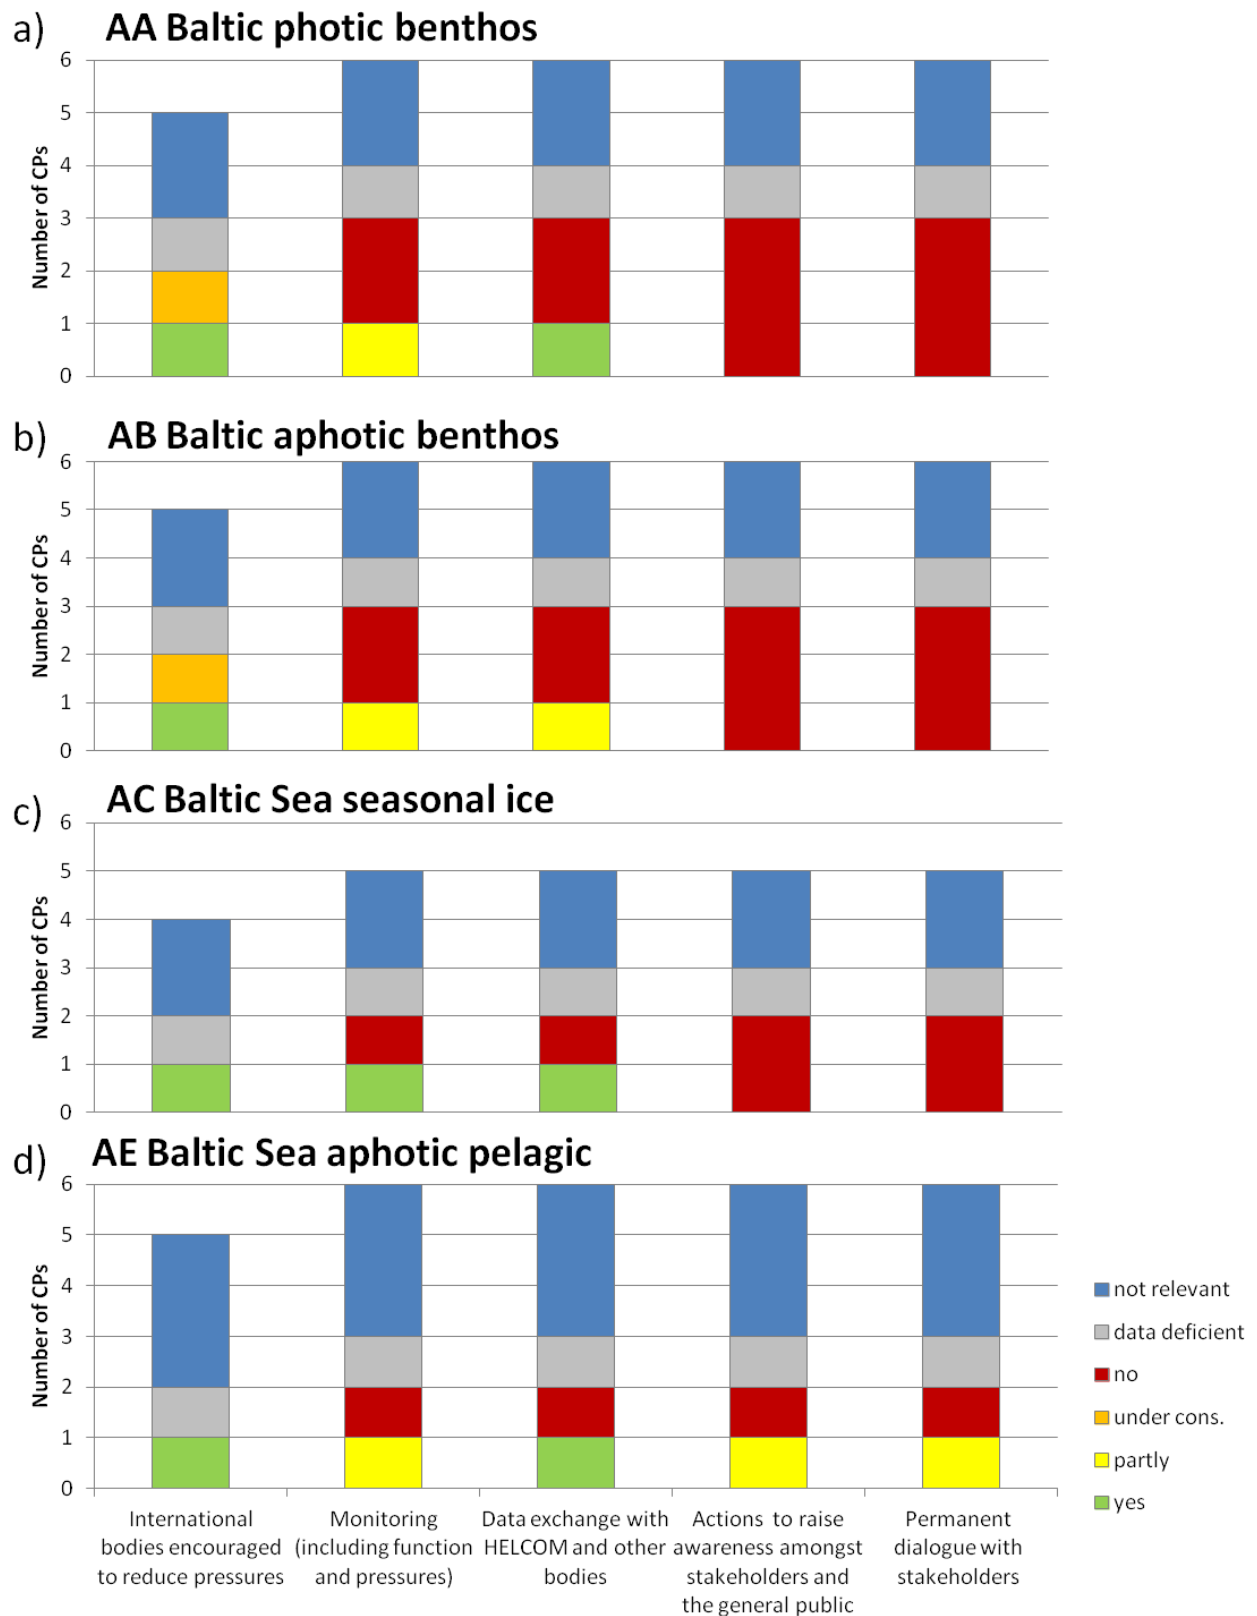 a) AA Baltic photic benthos
Number of CPs
6
5
4
3
2
1
0
b) AB Baltic aphotic benthos
Number of CPs
6
5
4
3
2
1
0
c) AC Baltic Sea seasonal ice
Number of CPs
6
5
4
3
2
1
0
d) AE Baltic Sea aphotic pelagic
Number of CPs
6
5
4
3
2
1
0
International
bodies encouraged
to reduce pressures
Monitoring
(including function
and pressures)
Data exchange with
HELCOM and other
bodies
Actions to raise
awareness amongst
stakeholders and
the general public
Permanent
dialogue with
stakeholders
not relevant
data deficient
no
under cons.
partly
yes